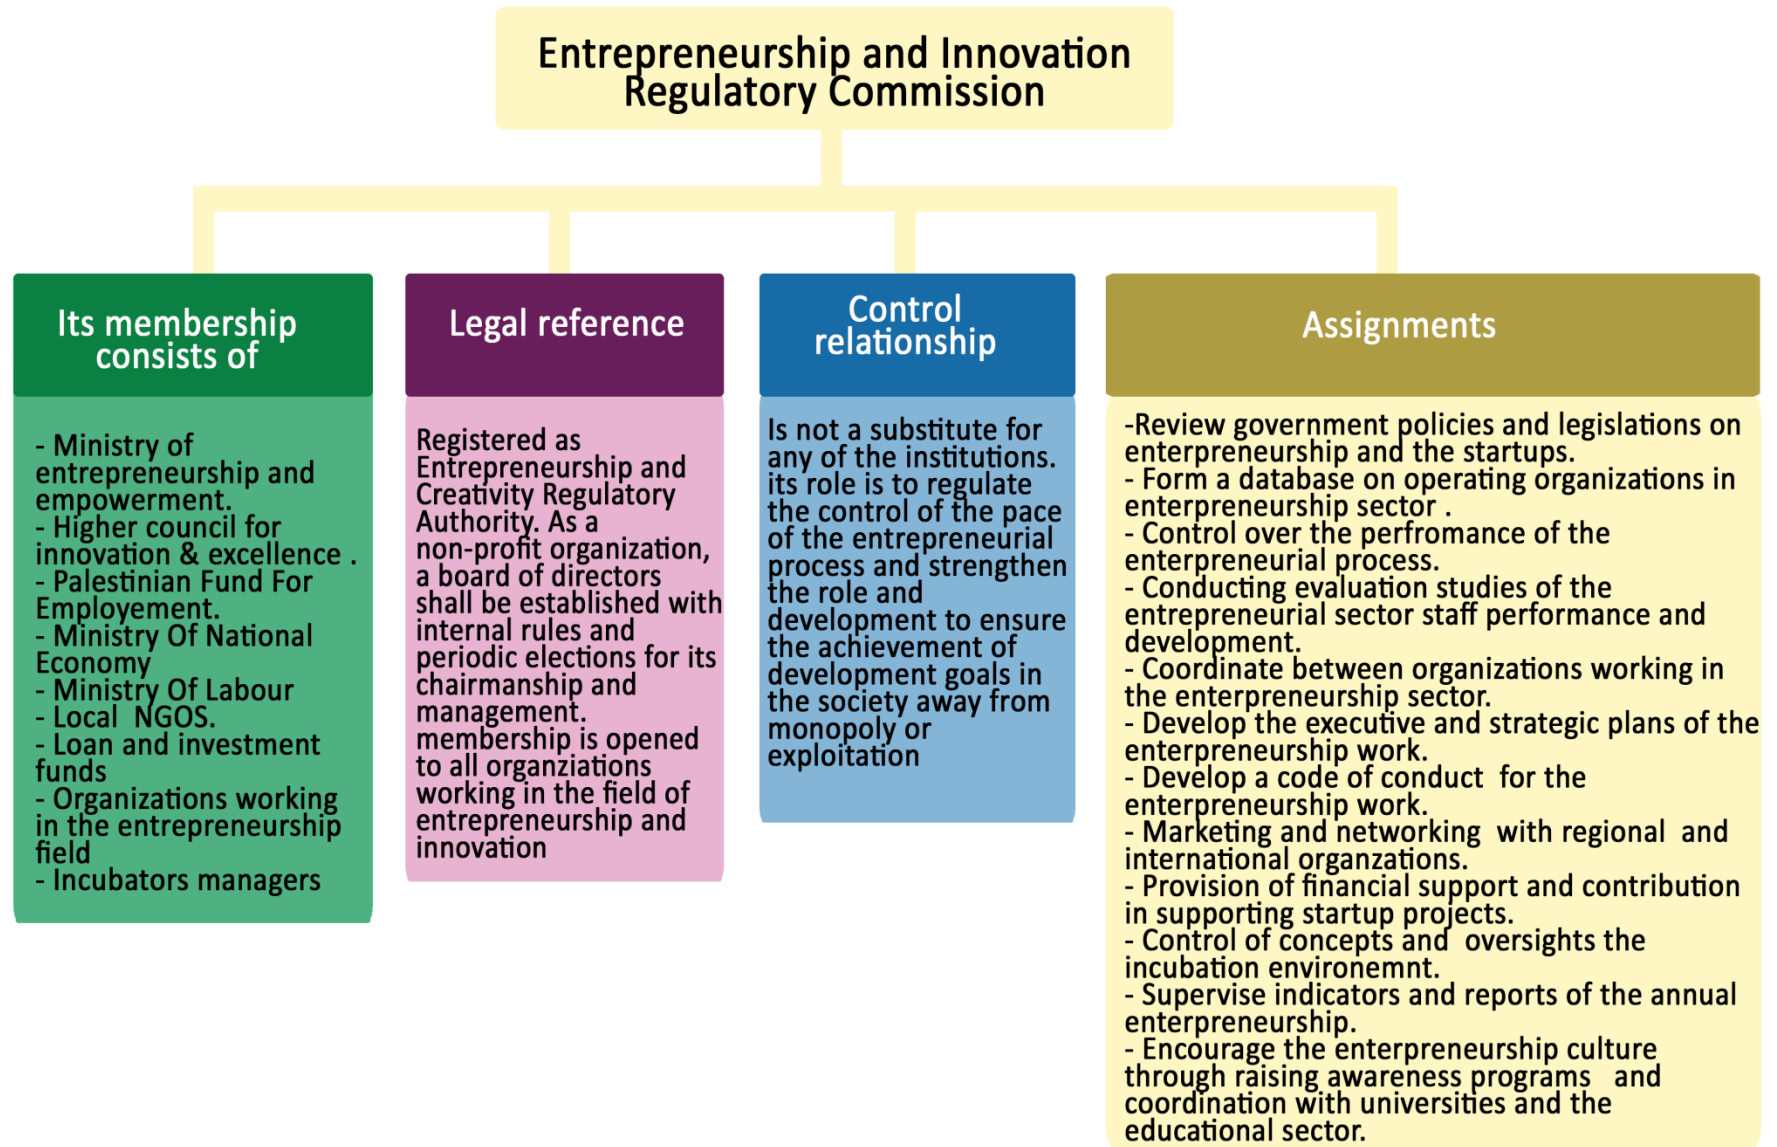 Entrepreneurship and Innovation
Regulatory Commission
Its membership
consists of
- Ministry of
entrepreneurship and
empowerment.
- Higher council for
innovation & excellence .
- Palestinian Fund For
Employement.
- Ministry Of National
Economy
- Ministry Of Labour
- Local  NGOS.
- Loan and investment
funds
- Organizations working
in the entrepreneurship
field
- Incubators managers
Legal reference
Registered as
Entrepreneurship and
Creativity Regulatory
Authority. As a
non-profit organization,
a board of directors
shall be established with
internal rules and
periodic elections for its
chairmanship and
management.
membership is opened
to all organziations
working in the field of
entrepreneurship and
innovation
Control
relationship
Is not a substitute for
any of the institutions.
its role is to regulate
the control of the pace
of the entrepreneurial
process and strengthen
the role and
development to ensure
the achievement of
development goals in
the society away from
monopoly or
exploitation
Assignments
-Review government policies and legislations on
enterpreneurship and the startups.
- Form a database on operating organizations in
enterpreneurship sector .
- Control over the perfromance of the
enterpreneurial process.
- Conducting evaluation studies of the
entrepreneurial sector staff performance and
development.
- Coordinate between organizations working in
the enterpreneurship sector.
- Develop the executive and strategic plans of the
enterpreneurship work.
- Develop a code of conduct  for the
enterpreneurship work.
- Marketing and networking  with regional  and
international organzations.
- Provision of financial support and contribution
in supporting startup projects.
- Control of concepts and  oversights the
incubation environemnt.
- Supervise indicators and reports of the annual
enterpreneurship.
- Encourage the enterpreneurship culture
through raising awareness programs   and
coordination with universities and the
educational sector.